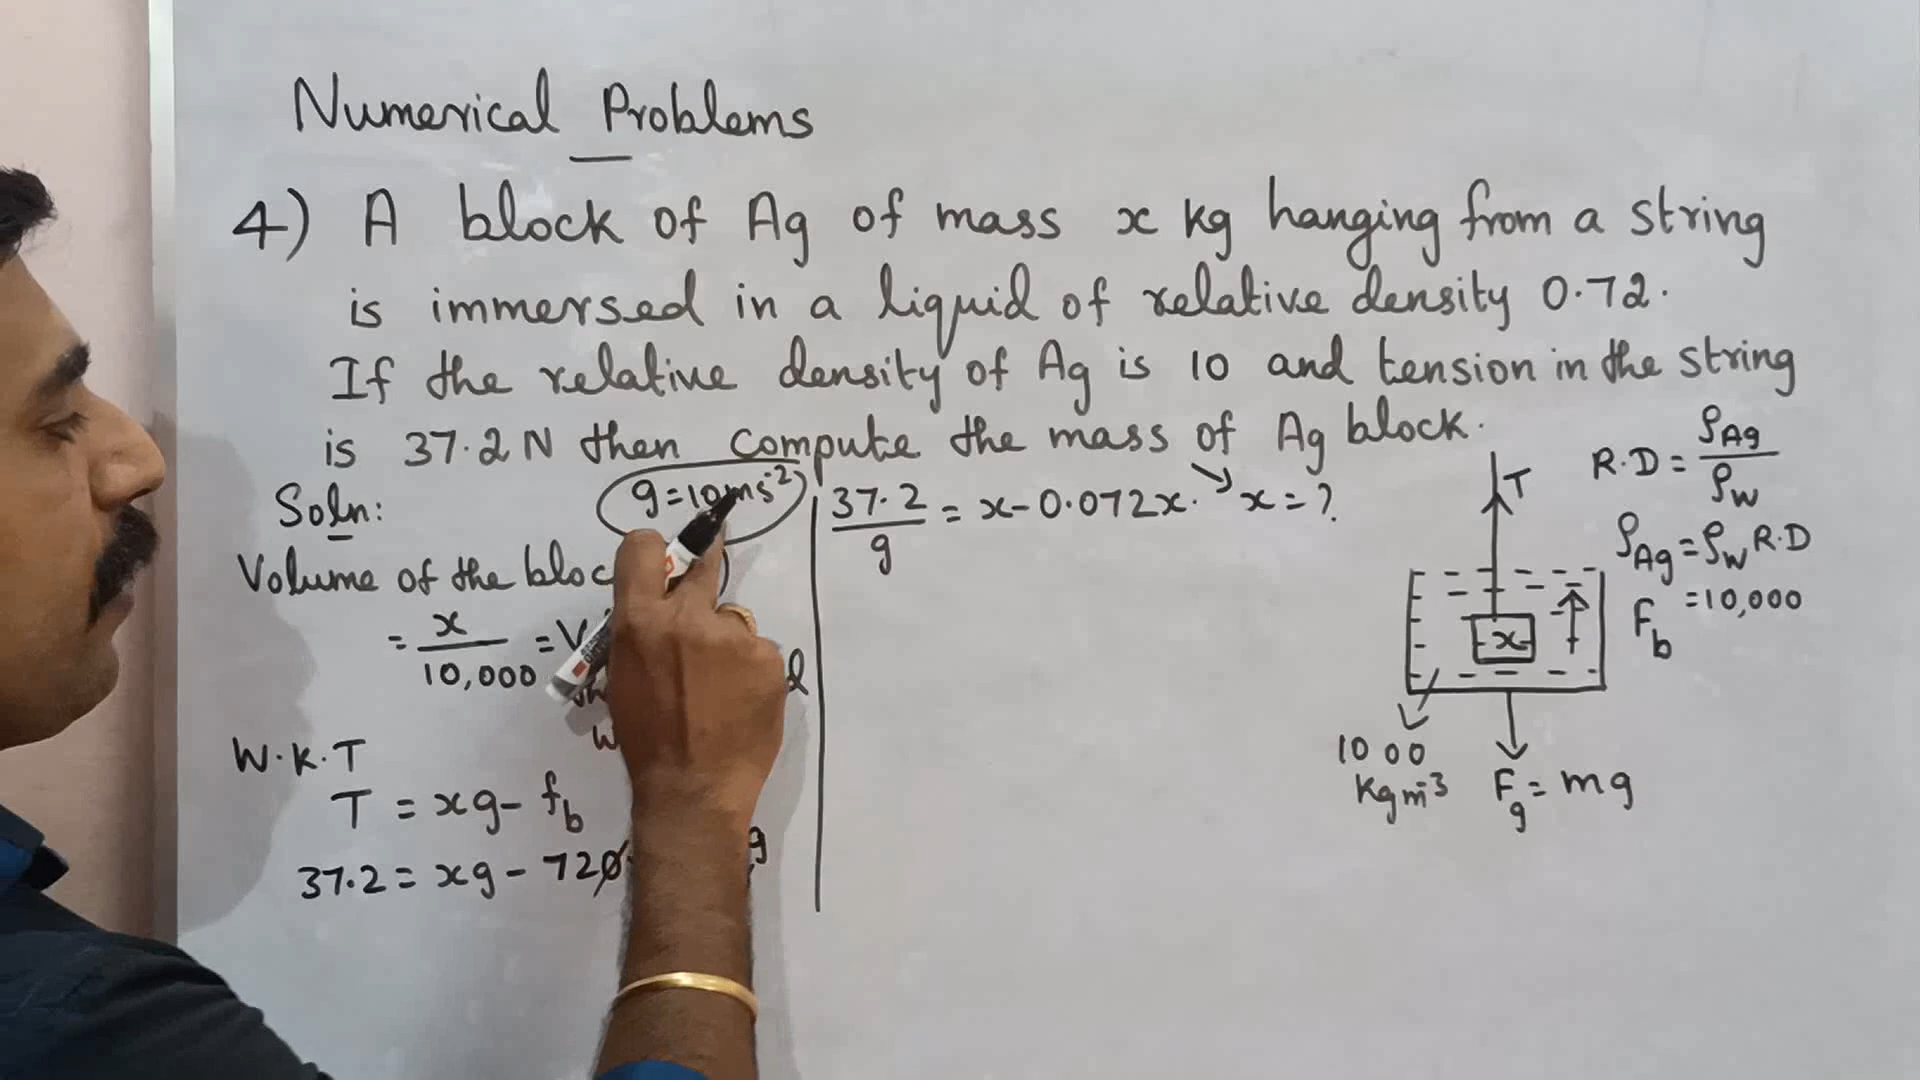 Numerical Problems
4) A block of Ag of mass x kg hanging from a string
is immersed in a liquid of relative density 0.72.
If the relative density of Ag is 10 and tension in the string
is 37.2 N then compute the mass of Ag block.
Soln:
g=10ms⁻²
Volume of the bloc
= x/10,000 = V
W.K.T
T = xg - fb
37.2 = xg - 720
g
37.2/g = x - 0.072x.
x = ?
T
R.D = ρAg/ρw
ρAg = ρw R.D
= 10,000
Fb
x
1000
kgm⁻³
Fg = mg